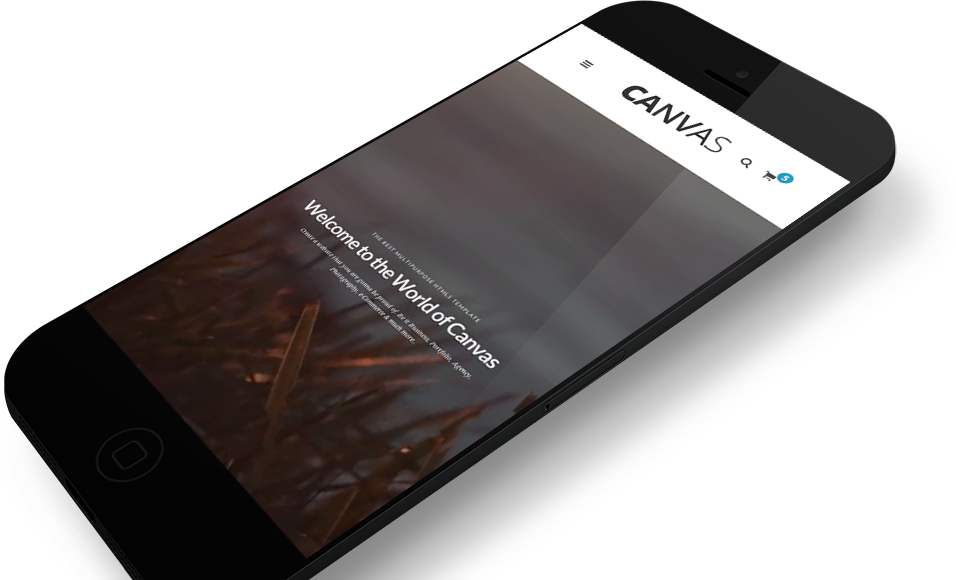 CANVAS
5
THE BEST MULTIPURPOSE HTML5 TEMPLATE
Welcome to the World of Canvas
Create a website that you are gonna be proud of. Be it Business, Portfolio, Agency,
Photography, eCommerce & much more.